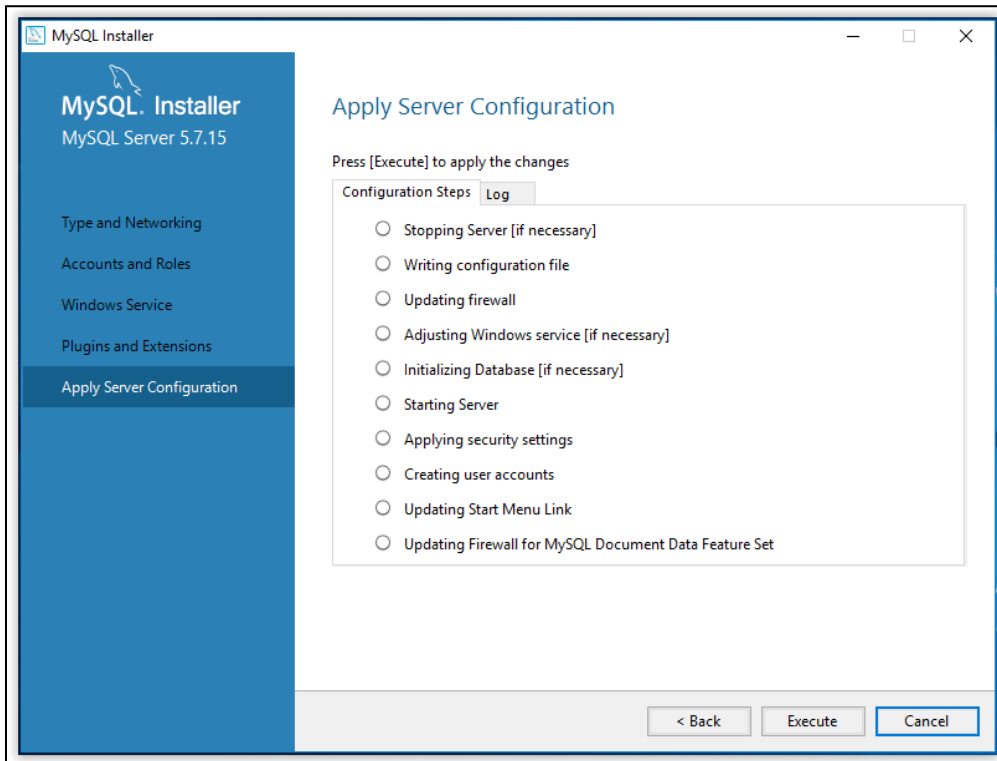 MySQL Installer
MySQL. Installer
MySQL Server 5.7.15
Type and Networking
Accounts and Roles
Windows Service
Plugins and Extensions
Apply Server Configuration
Apply Server Configuration
Press [Execute] to apply the changes
Configuration Steps Log
Stopping Server [if necessary]
Writing configuration file
Updating firewall
Adjusting Windows service [if necessary]
Initializing Database [if necessary]
Starting Server
Applying security settings
Creating user accounts
Updating Start Menu Link
Updating Firewall for MySQL Document Data Feature Set
< Back Execute Cancel